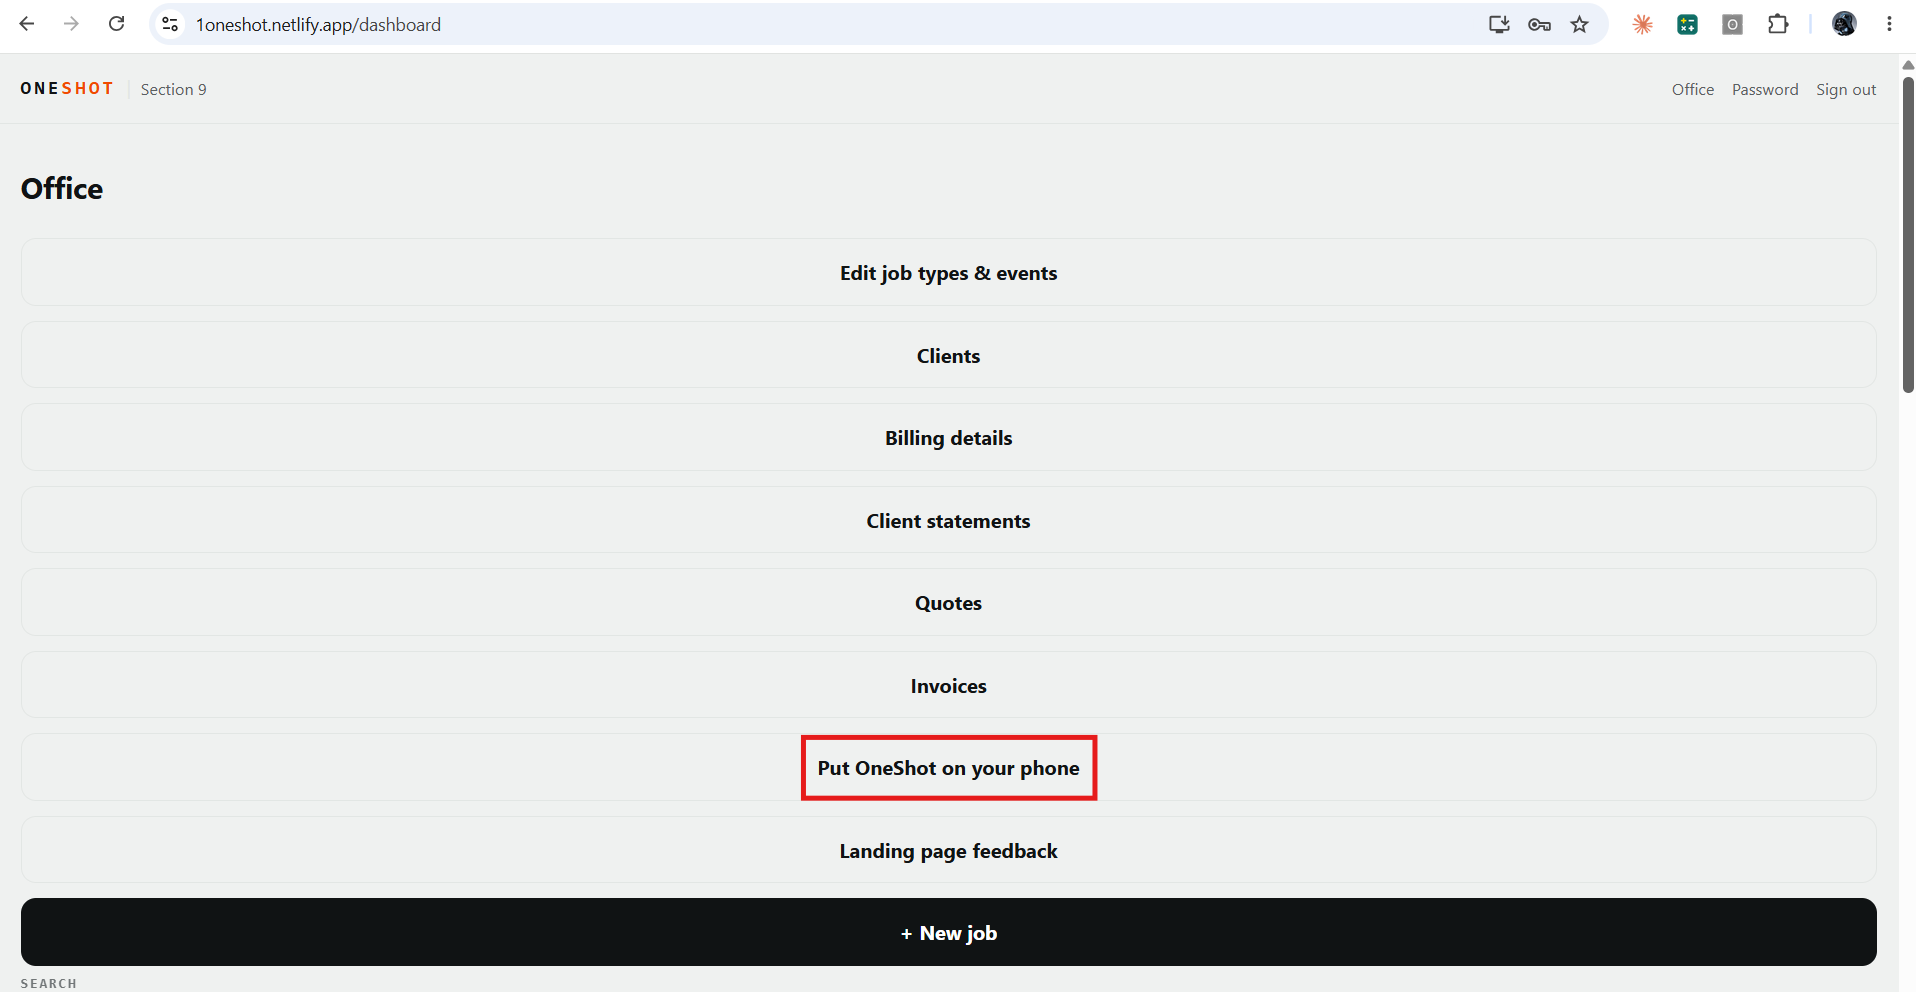 1oneshot.netlify.app/dashboard
ONESHOT Section 9 Office Password Sign out
Office
Edit job types & events
Clients
Billing details
Client statements
Quotes
Invoices
Put OneShot on your phone
Landing page feedback
+ New job
SEARCH